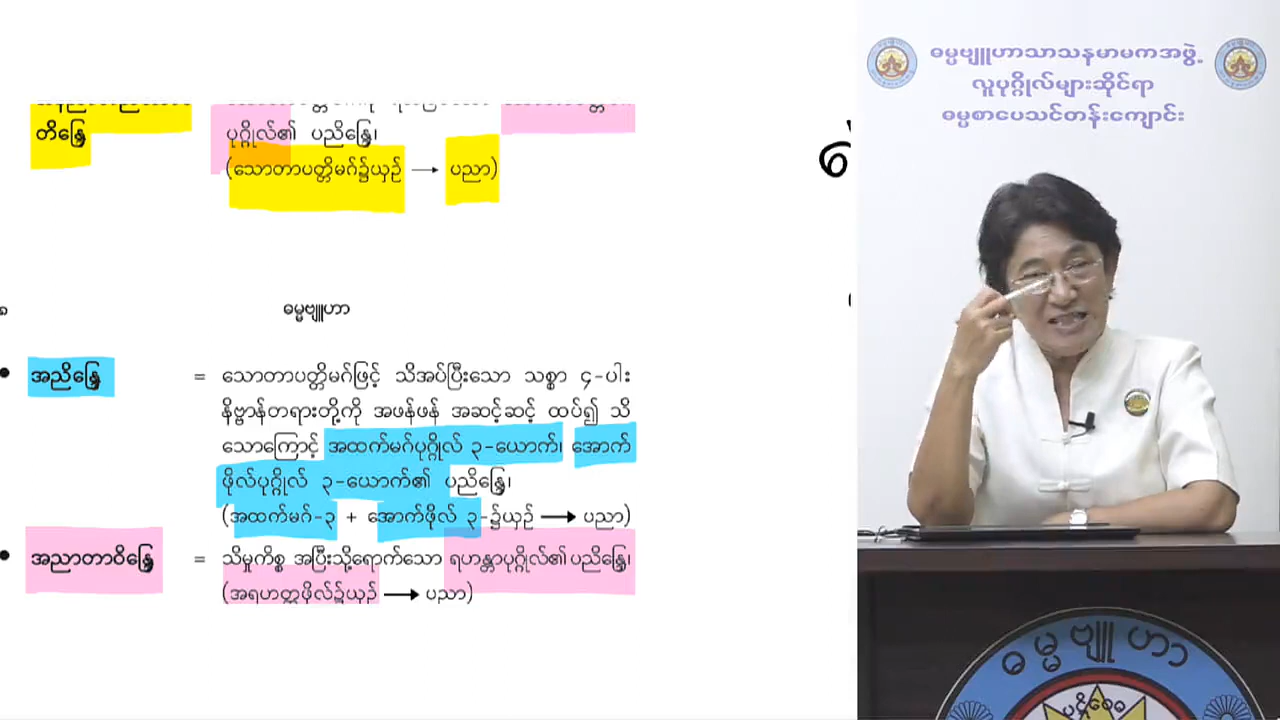 တိန္ဒြေ
ပုဂ္ဂိုလ်၏ ပညိန္ဒြေ၊
(သောတာပတ္တိမဂ်၌ယှဉ် → ပညာ)
ဓမ္မဗျူဟာ
• အညိန္ဒြေ = သောတာပတ္တိမဂ်ဖြင့် သိအပ်ပြီးသော သစ္စာ ၄-ပါး
နိဗ္ဗာန်တရားတို့ကို အဖန်ဖန် အဆင့်ဆင့် ထပ်၍ သိ
သောကြောင့် အထက်မဂ်ပုဂ္ဂိုလ် ၃-ယောက်၊ အောက်
ဖိုလ်ပုဂ္ဂိုလ် ၃-ယောက်၏ ပညိန္ဒြေ၊
(အထက်မဂ်-၃ + အောက်ဖိုလ် ၃-၌ယှဉ် → ပညာ)
• အညာတာဝိန္ဒြေ = သိမှုကိစ္စ အပြီးသို့ရောက်သော ရဟန္တာပုဂ္ဂိုလ်၏ ပညိန္ဒြေ၊
(အရဟတ္တဖိုလ်၌ယှဉ် → ပညာ)
ဓမ္မဗျူဟာသာသနမာမကအဖွဲ့
လူပုဂ္ဂိုလ်များဆိုင်ရာ
ဓမ္မစာပေသင်တန်းကျောင်း
ဓမ္မဗျူဟာ
ပဋိဝေဓ